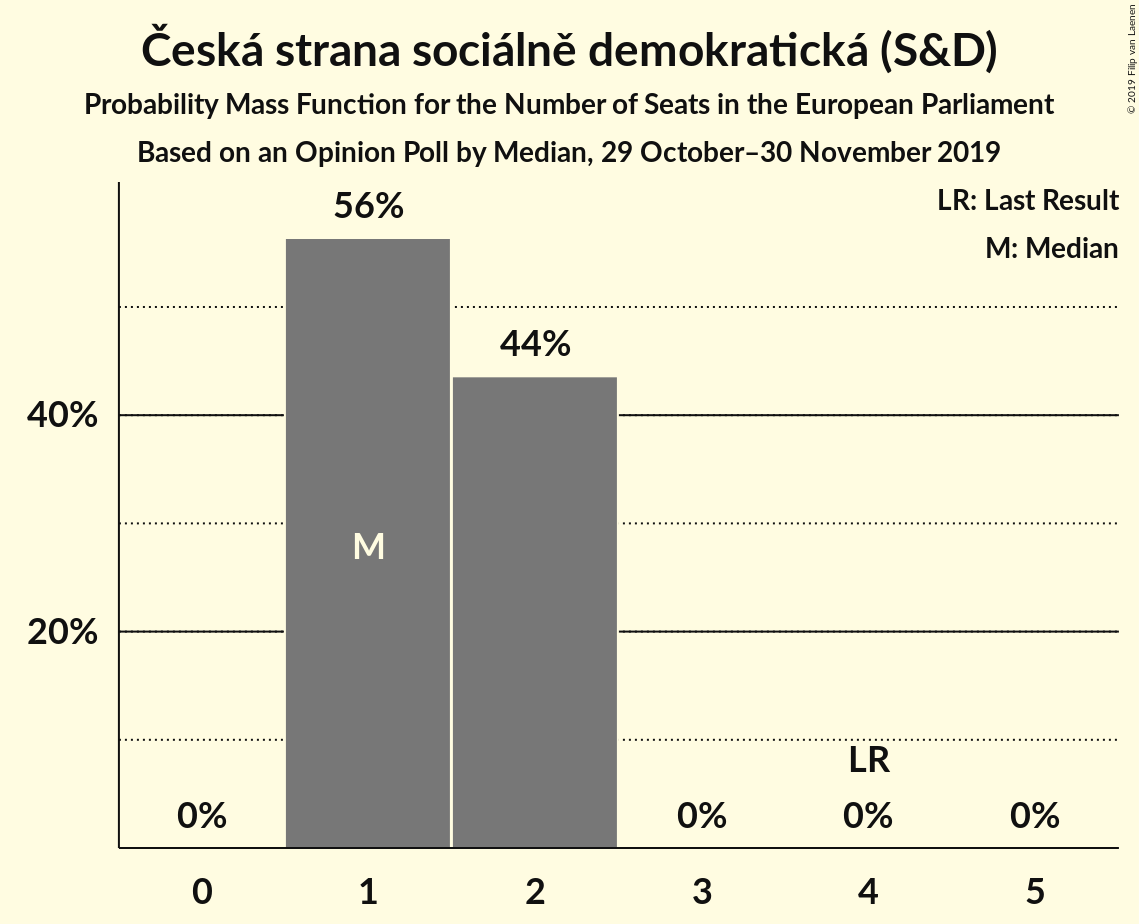 Česká strana sociálně demokratická (S&D)
Probability Mass Function for the Number of Seats in the European Parliament
Based on an Opinion Poll by Median, 29 October–30 November 2019
© 2019 Filip van Laenen
LR: Last Result
M: Median
56%
44%
40%
M
20%
LR
0%
0%
0%
0%
0
1
2
3
4
5